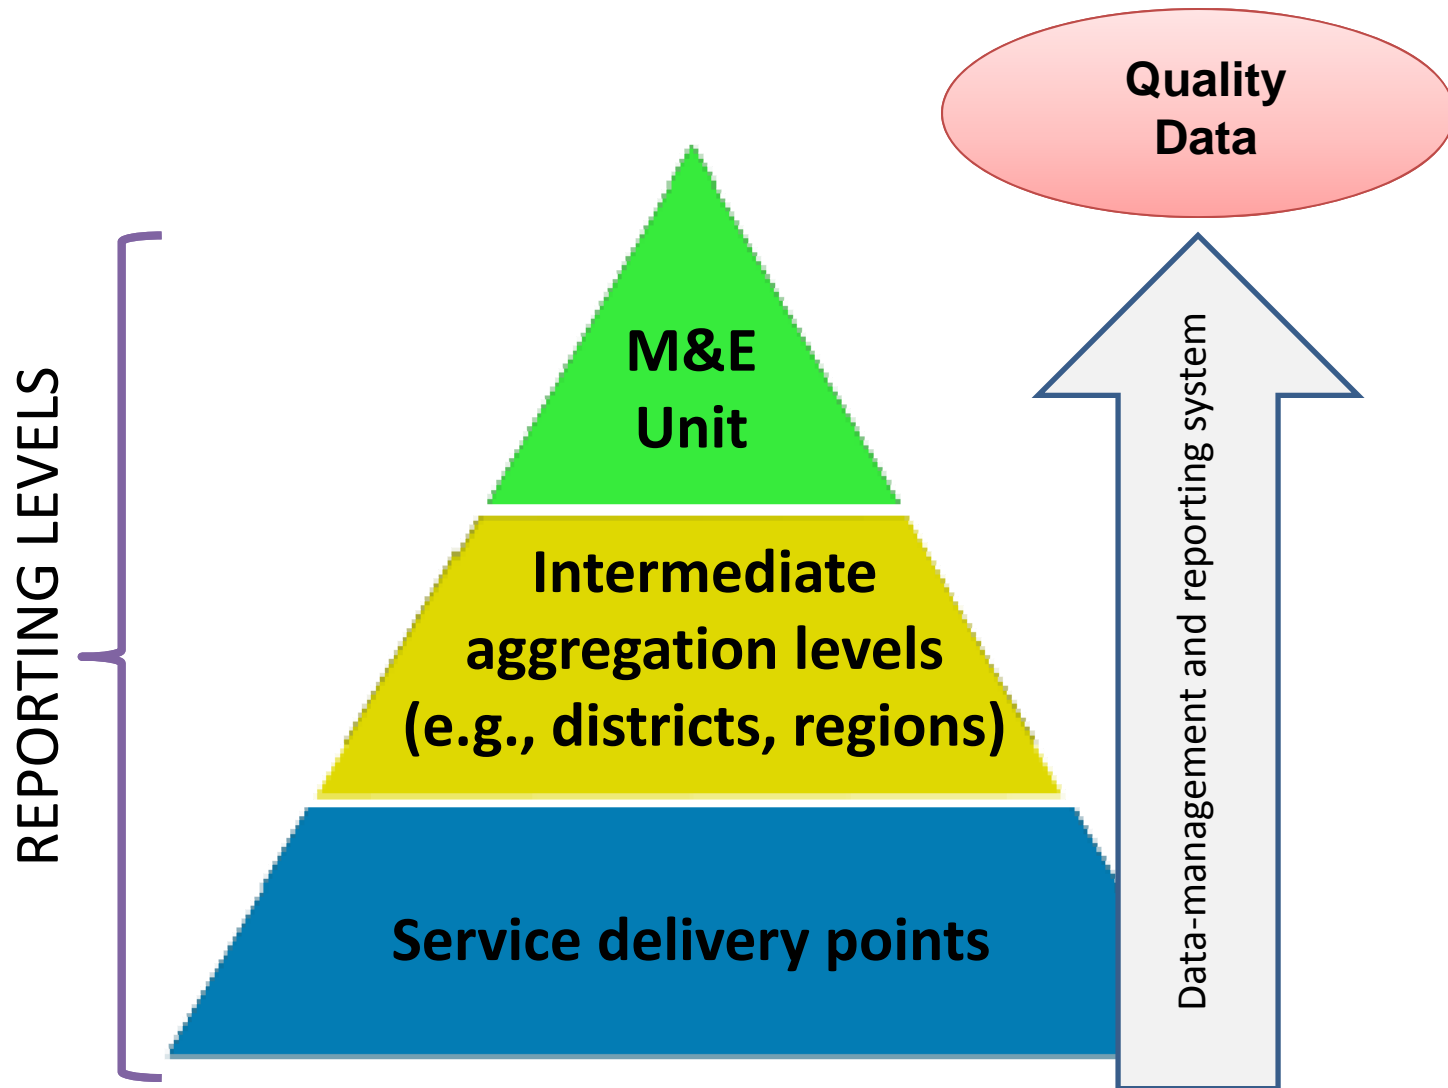 Quality
Data
REPORTING LEVELS
M&E
Unit
Intermediate
aggregation levels
(e.g., districts, regions)
Service delivery points
Data-management and reporting system